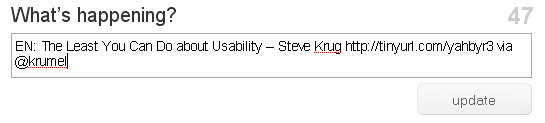 What's happening?
47
EN: The Least You Can Do about Usability – Steve Krug http://tinyurl.com/yahbyr3 via
@krumel
update